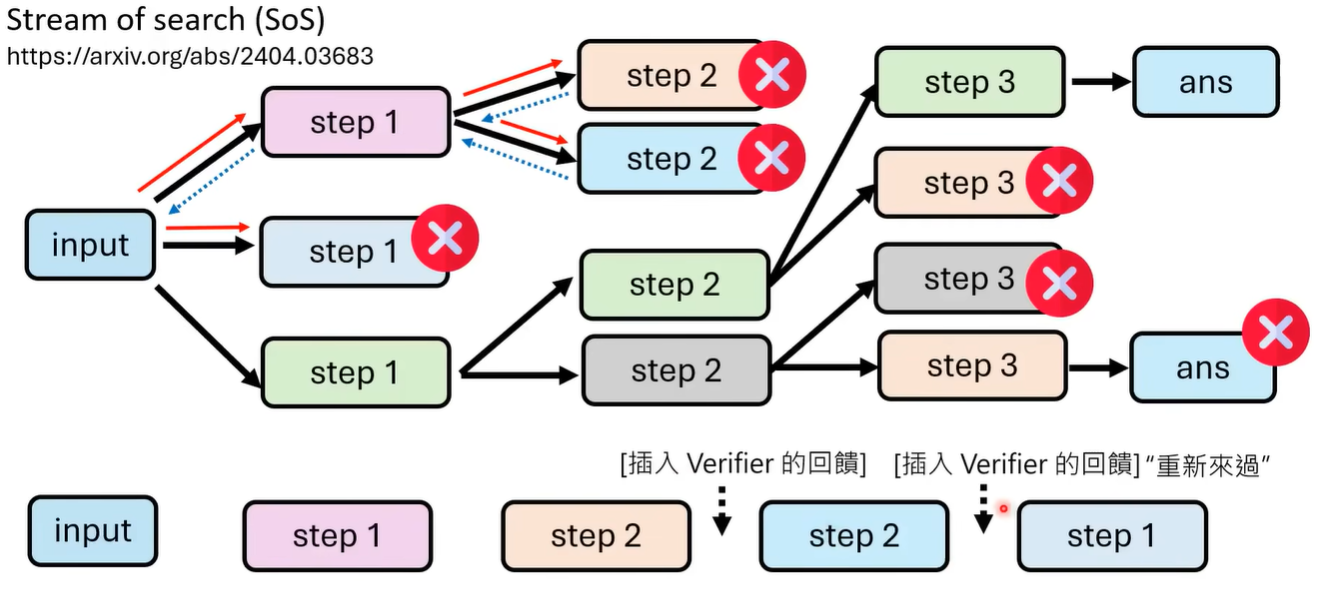 Stream of search (SoS)
https://arxiv.org/abs/2404.03683
step 2
step 3
ans
step 1
step 2
step 3
input
step 1
step 2
step 3
step 1
step 2
step 3
ans
[插入 Verifier 的回饋]
[插入 Verifier 的回饋] “重新來過”
input
step 1
step 2
step 2
step 1